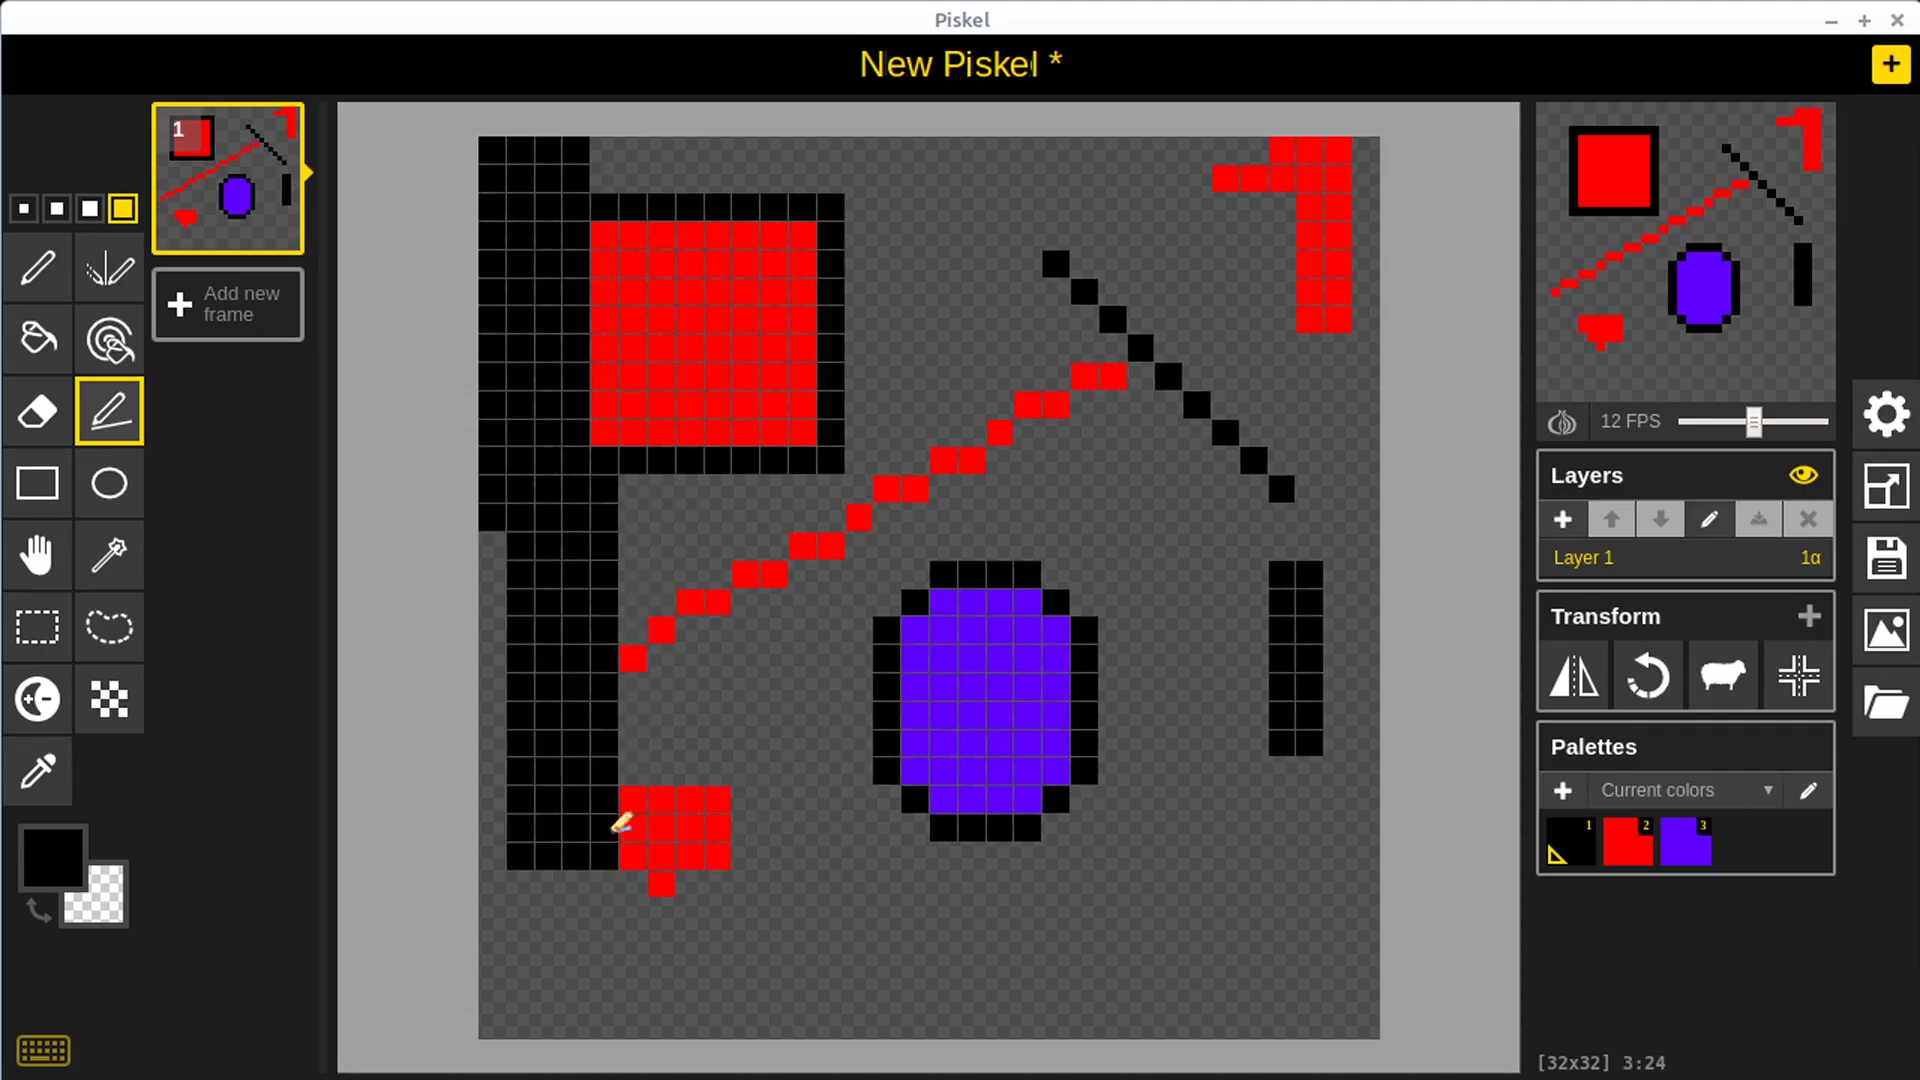 Piskel
New Piskel *
1
Add new
frame
12 FPS
Layers
Layer 1
1α
Transform
Palettes
Current colors
1
2
3
[32x32] 3:24